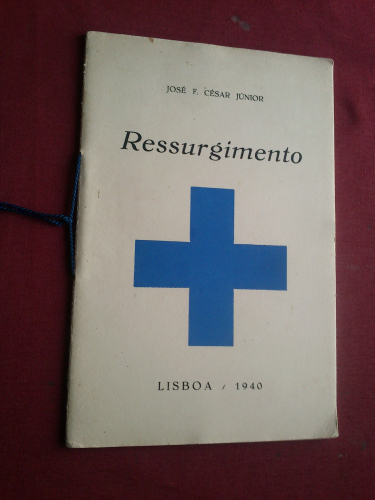 JOSÉ F. CÉSAR JÚNIOR
Ressurgimento
LISBOA / 1940